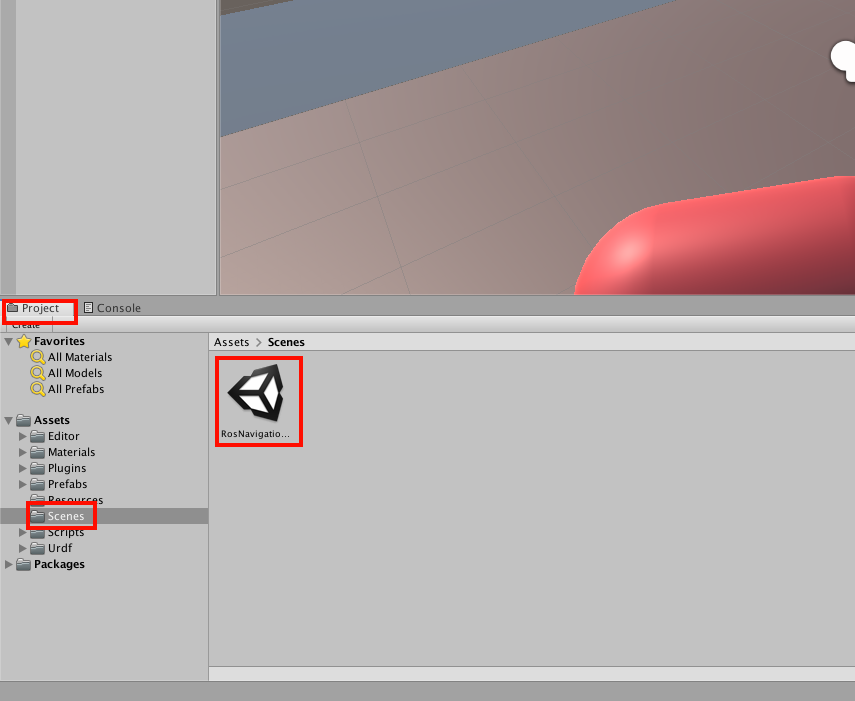 Project
Console
Create
Favorites
All Materials
All Models
All Prefabs
Assets
Editor
Materials
Plugins
Prefabs
Resources
Scenes
Scripts
Urdf
Packages
Assets > Scenes
RosNavigatio...